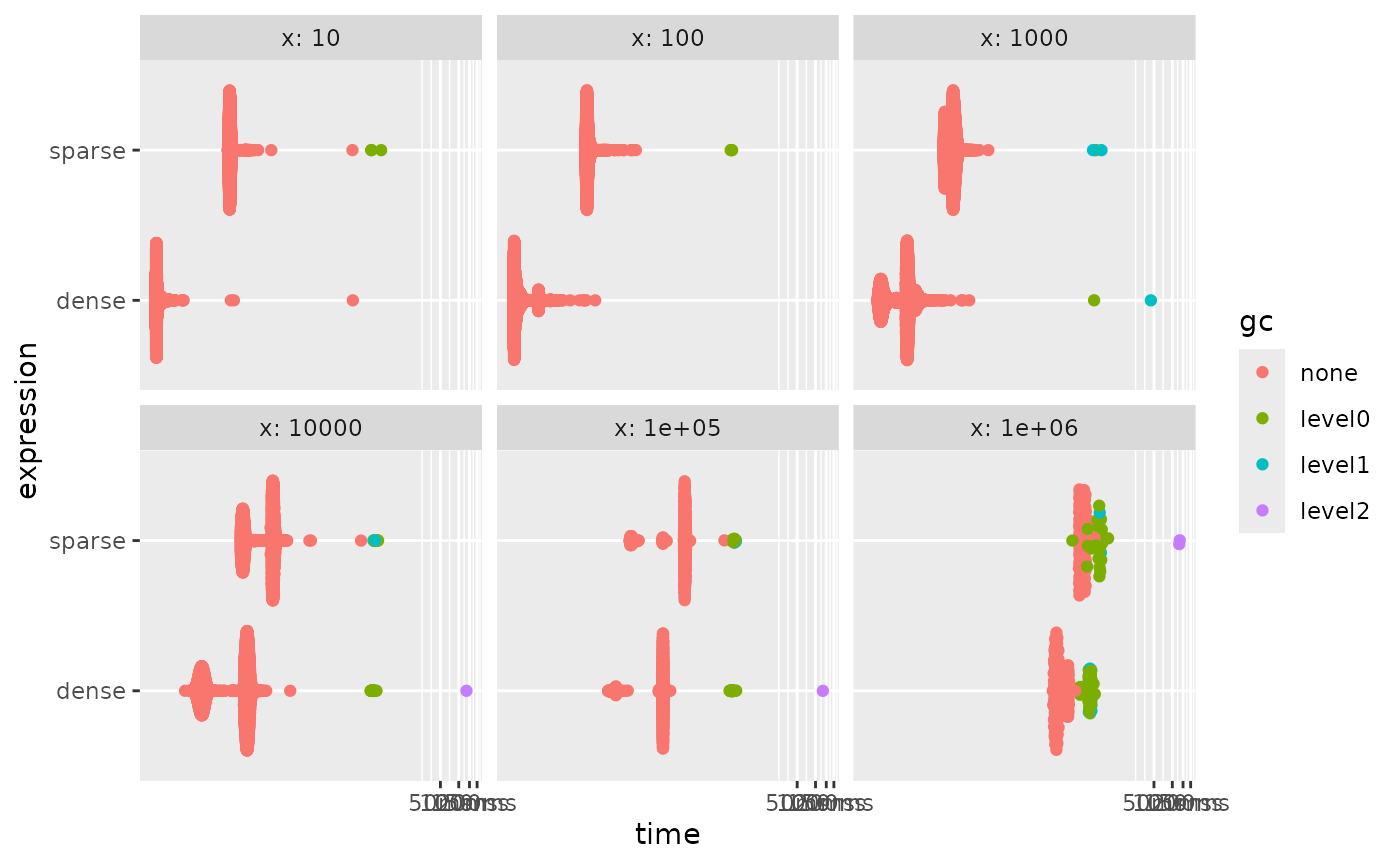 x: 10
x: 100
x: 1000
sparse
dense
x: 10000
x: 1e+05
x: 1e+06
sparse
dense
expression
time
gc
none
level0
level1
level2